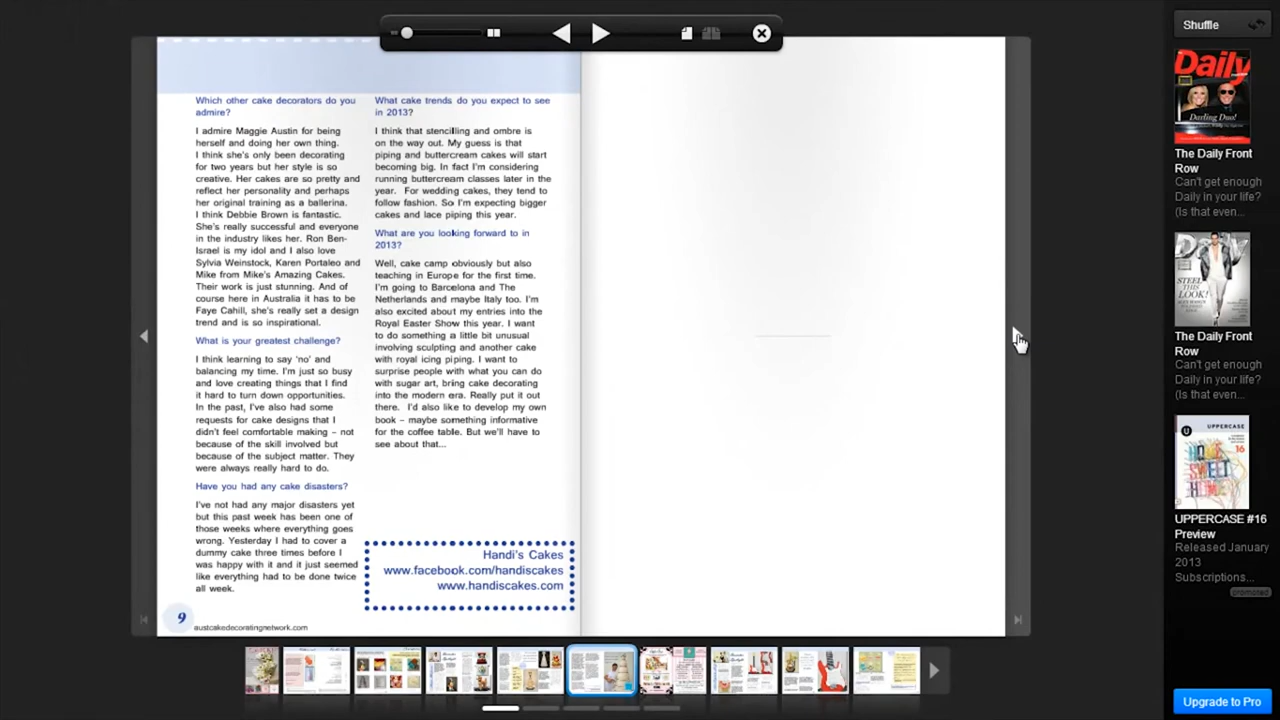 Which other cake decorators do you
admire?
I admire Maggie Austin for being
herself and doing her own thing.
I think she's only been decorating
for two years but her style is so
creative. Her cakes are so pretty and
reflect her personality and perhaps
her original training as a ballerina.
I think Debbie Brown is fantastic.
She's really successful and everyone
in the industry likes her. Ron Ben-
Israel is my idol and I also love
Sylvia Weinstock, Karen Portaleo and
Mike from Mike's Amazing Cakes.
Their work is just stunning. And of
course here in Australia it has to be
Faye Cahill, she's really set a design
trend and is so inspirational.
What is your greatest challenge?
I think learning to say 'no' and
balancing my time. I'm just so busy
and love creating things that I find
it hard to turn down opportunities.
In the past, I've also had some
requests for cake designs that I
didn't feel comfortable making – not
because of the skill involved but
because of the subject matter. They
were always really hard to do.
Have you had any cake disasters?
I've not had any major disasters yet
but this past week has been one of
those weeks where everything goes
wrong. Yesterday I had to cover a
dummy cake three times before I
was happy with it and it just seemed
like everything had to be done twice
all week.
What cake trends do you expect to see
in 2013?
I think that stencilling and ombre is
on the way out. My guess is that
piping and buttercream cakes will start
becoming big. In fact I'm considering
running buttercream classes later in the
year. For wedding cakes, they tend to
follow fashion. So I'm expecting bigger
cakes and lace piping this year.
What are you looking forward to in
2013?
Well, cake camp obviously but also
teaching in Europe for the first time.
I'm going to Barcelona and The
Netherlands and maybe Italy too. I'm
also excited about my entries into the
Royal Easter Show this year. I want
to do something a little bit unusual
involving sculpting and another cake
with royal icing piping. I want to
surprise people with what you can do
with sugar art, bring cake decorating
into the modern era. Really put it out
there. I'd also like to develop my own
book – maybe something informative
for the coffee table. But we'll have to
see about that...
Handi's Cakes
www.facebook.com/handiscakes
www.handiscakes.com
9
austcakedecoratingnetwork.com
Shuffle
Daily
Darling Duo!
The Daily Front
Row
Can't get enough
Daily in your life?
(Is that even...
Daily
STEAL
THIS
LOOK!
The Daily Front
Row
Can't get enough
Daily in your life?
(Is that even...
U
UPPERCASE
16
HOME
SWEET
HOME
UPPERCASE #16
Preview
Released January
2013
Subscriptions...
promoted
Upgrade to Pro